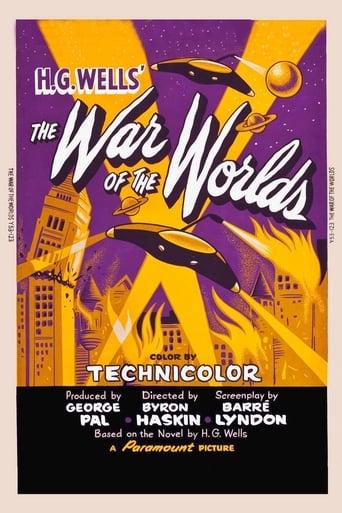 H.G. WELLS'
THE War
OF THE Worlds
COLOR BY
TECHNICOLOR
Produced by Directed by Screenplay by
GEORGE BYRON BARRÉ
PAL • HASKIN • LYNDON
Based on the Novel by H.G. Wells
A Paramount PICTURE